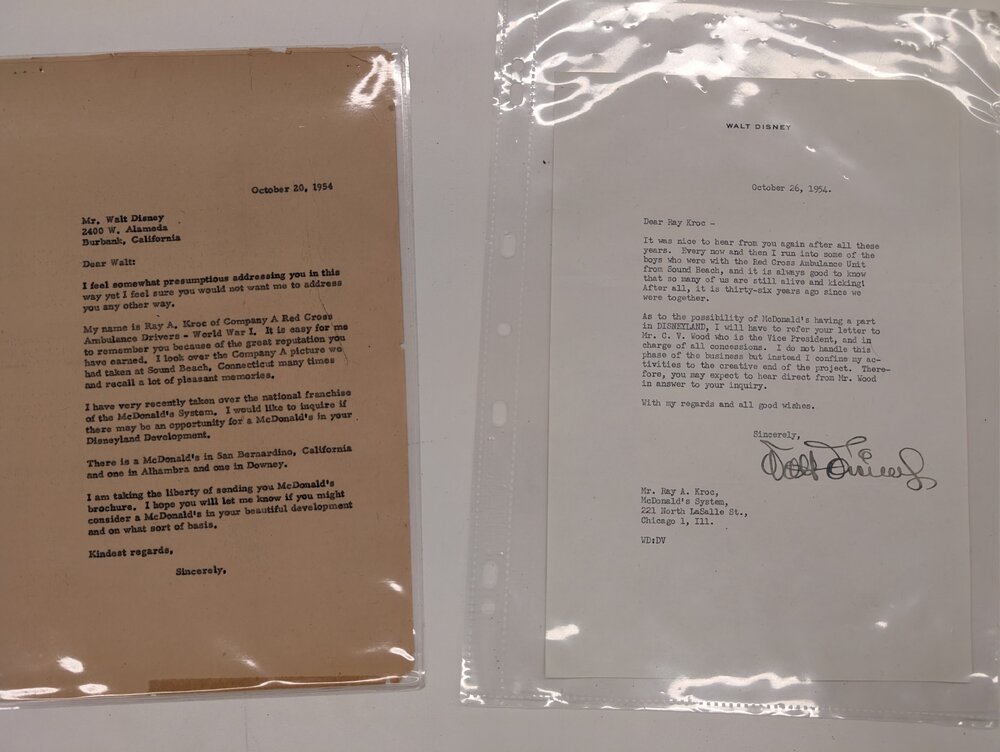 October 20, 1954
Mr. Walt Disney
2400 W. Alameda
Burbank, California
Dear Walt:
I feel somewhat presumptious addressing you in this
way yet I feel sure you would not want me to address
you any other way.
My name is Ray A. Kroc of Company A Red Cross
Ambulance Drivers - World War I. It is easy for me
to remember you because of the great reputation you
have earned. I look over the Company A picture we
had taken at Sound Beach, Connecticut many times
and recall a lot of pleasant memories.
I have very recently taken over the national franchise
of the McDonald's System. I would like to inquire if
there may be an opportunity for a McDonald's in your
Disneyland Development.
There is a McDonald's in San Bernardino, California
and one in Alhambra and one in Downey.
I am taking the liberty of sending you McDonald's
brochure. I hope you will let me know if you might
consider a McDonald's in your beautiful development
and on what sort of basis.
Kindest regards,
Sincerely,
WALT DISNEY
October 26, 1954.
Dear Ray Kroc -
It was nice to hear from you again after all these
years. Every now and then I run into some of the
boys who were with the Red Cross Ambulance Unit
from Sound Beach, and it is always good to know
that so many of us are still alive and kicking!
After all, it is thirty-six years ago since we
were together.
As to the possibility of McDonald's having a part
in DISNEYLAND, I will have to refer your letter to
Mr. C. V. Wood who is the Vice President, and in
charge of all concessions. I do not handle this
phase of the business but instead I confine my ac-
tivities to the creative end of the project. There-
fore, you may expect to hear direct from Mr. Wood
in answer to your inquiry.
With my regards and all good wishes.
Sincerely,
Walt Disney
Mr. Ray A. Kroc,
McDonald's System,
221 North LaSalle St.,
Chicago 1, Ill.
WD:DV